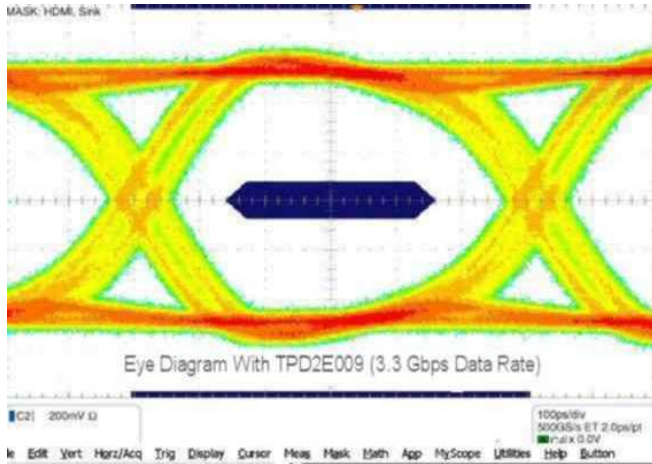 MASK: HDMI, Sink
Eye Diagram With TPD2E009 (3.3 Gbps Data Rate)
C2 200mV Ω
100ps/div
500GS/s ET 2.0ps/pt
x 0.0V
Edit Vert Horz/Acq Trig Display Cursor Meas Mask Math App MyScope Utilities Help Button